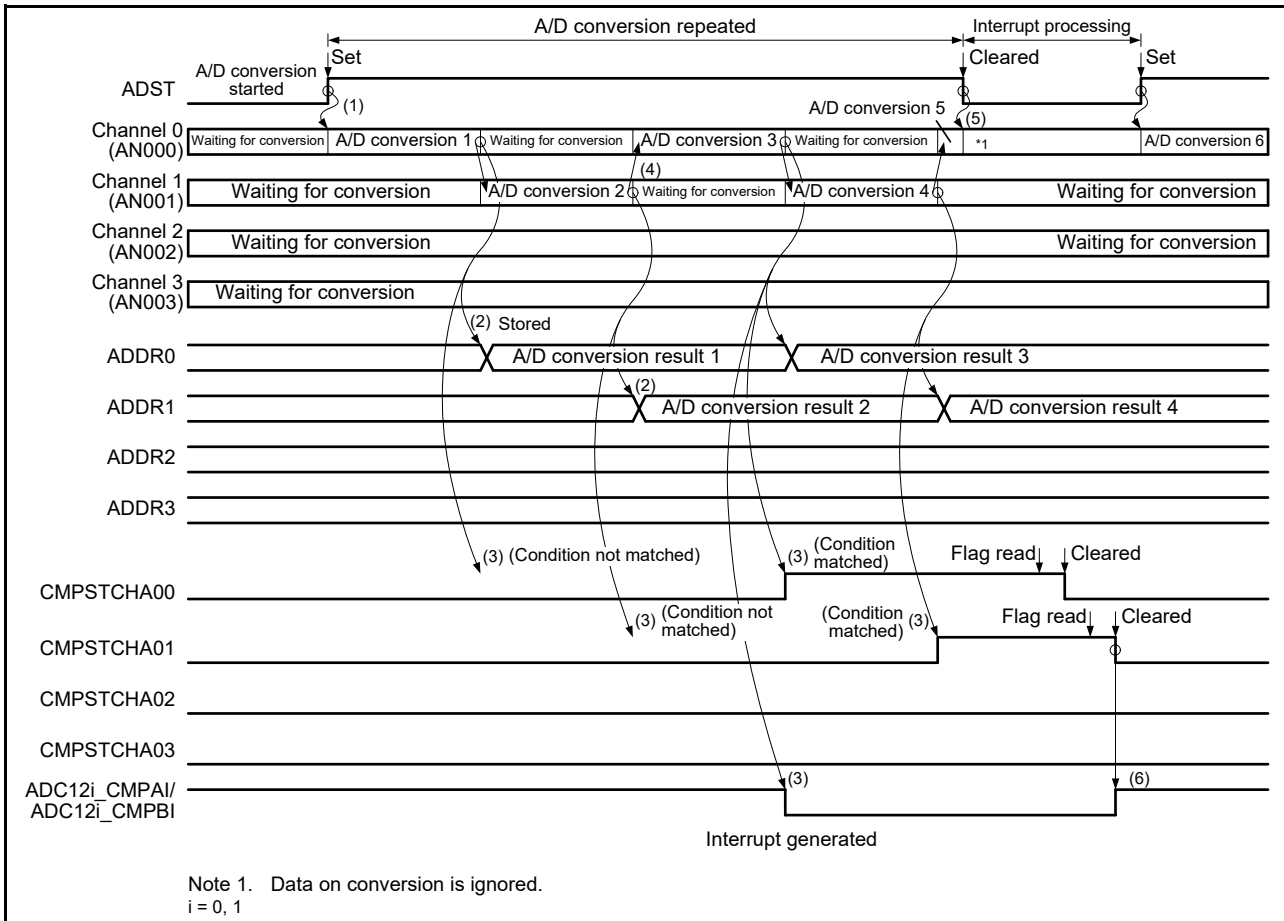 A/D conversion repeated
Interrupt processing
Set
Cleared
Set
A/D conversion
started
ADST
(1)
A/D conversion 5
(5)
Channel 0
(AN000)
Waiting for conversion
A/D conversion 1
Waiting for conversion
A/D conversion 3
Waiting for conversion
*1
A/D conversion 6
(4)
Channel 1
(AN001)
Waiting for conversion
A/D conversion 2
Waiting for conversion
A/D conversion 4
Waiting for conversion
Channel 2
(AN002)
Waiting for conversion
Waiting for conversion
Channel 3
(AN003)
Waiting for conversion
(2) Stored
ADDR0
A/D conversion result 1
A/D conversion result 3
(2)
ADDR1
A/D conversion result 2
A/D conversion result 4
ADDR2
ADDR3
(3) (Condition not matched)
(3) (Condition
matched)
Flag read
Cleared
CMPSTCHA00
(3) (Condition not
matched)
(Condition
matched) (3)
Flag read
Cleared
CMPSTCHA01
CMPSTCHA02
CMPSTCHA03
ADC12i_CMPAI/
ADC12i_CMPBI
(3)
(6)
Interrupt generated
Note 1. Data on conversion is ignored.
i = 0, 1